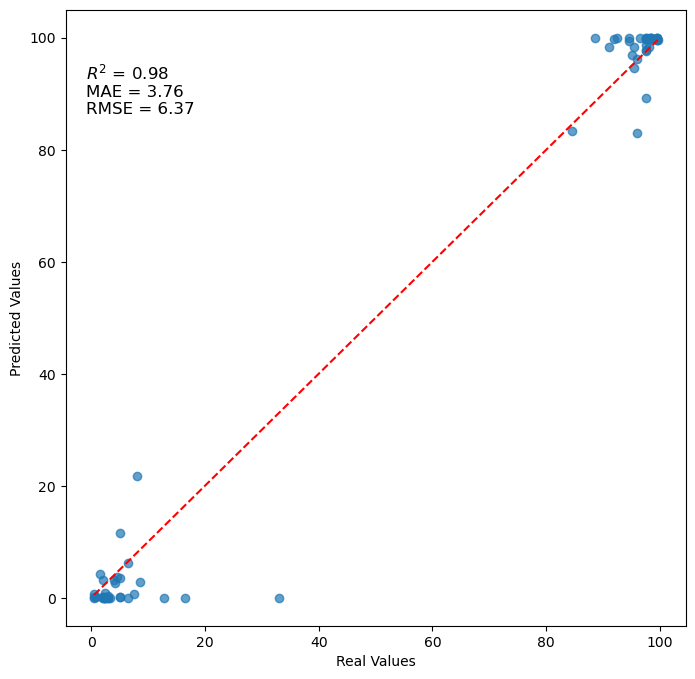 100
80
60
40
20
0
Predicted Values
R² = 0.98
MAE = 3.76
RMSE = 6.37
0 20 40 60 80 100
Real Values